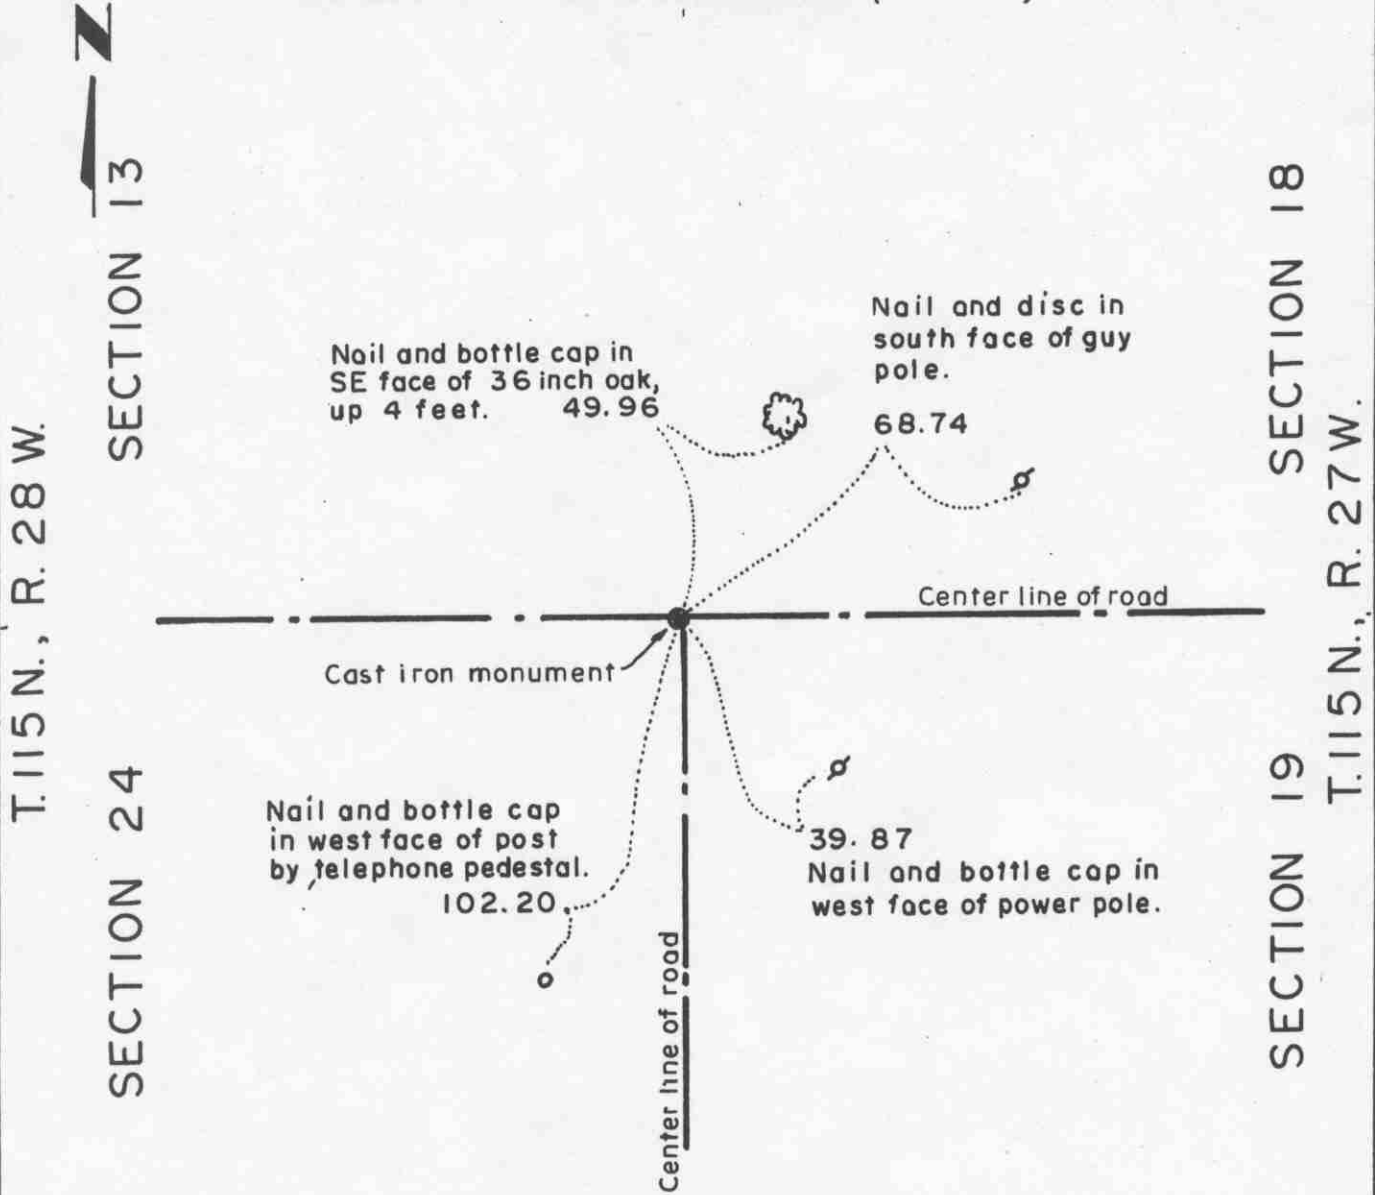 N
T. 115 N., R. 28 W.
SECTION 13
SECTION 24
Nail and bottle cap in
SE face of 36 inch oak,
up 4 feet. 49.96
Nail and disc in
south face of guy
pole.
68.74
Center line of road
Cast iron monument
Nail and bottle cap
in west face of post
by telephone pedestal.
102.20
39.87
Nail and bottle cap in
west face of power pole.
Center line of road
SECTION 18
SECTION 19
T. 115 N., R. 27 W.